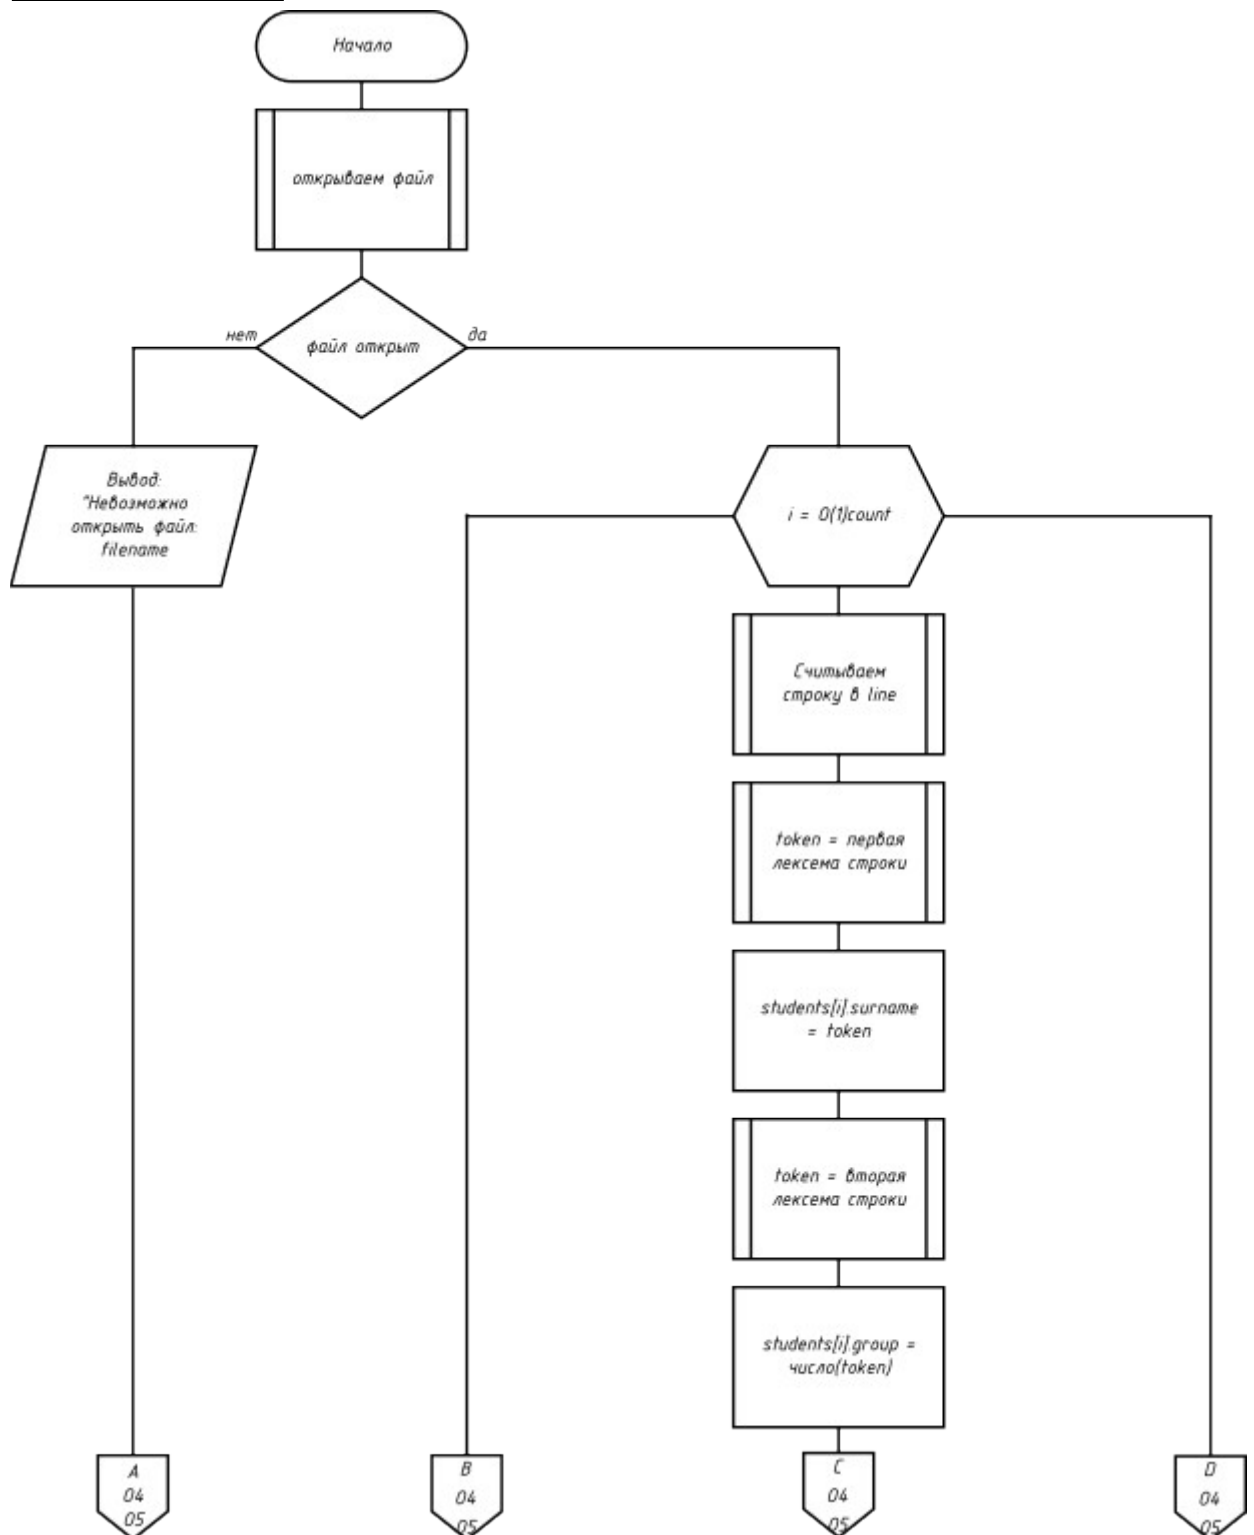 Начало
открываем файл
нет
файл открыт
да
Вывод:
"Невозможно
открыть файл:
filename
i = 0(1)count
Считываем
строку в line
token = первая
лексема строки
students[i].surname
= token
token = вторая
лексема строки
students[i].group =
число(token)
A
04
05
B
04
05
C
04
05
D
04
05